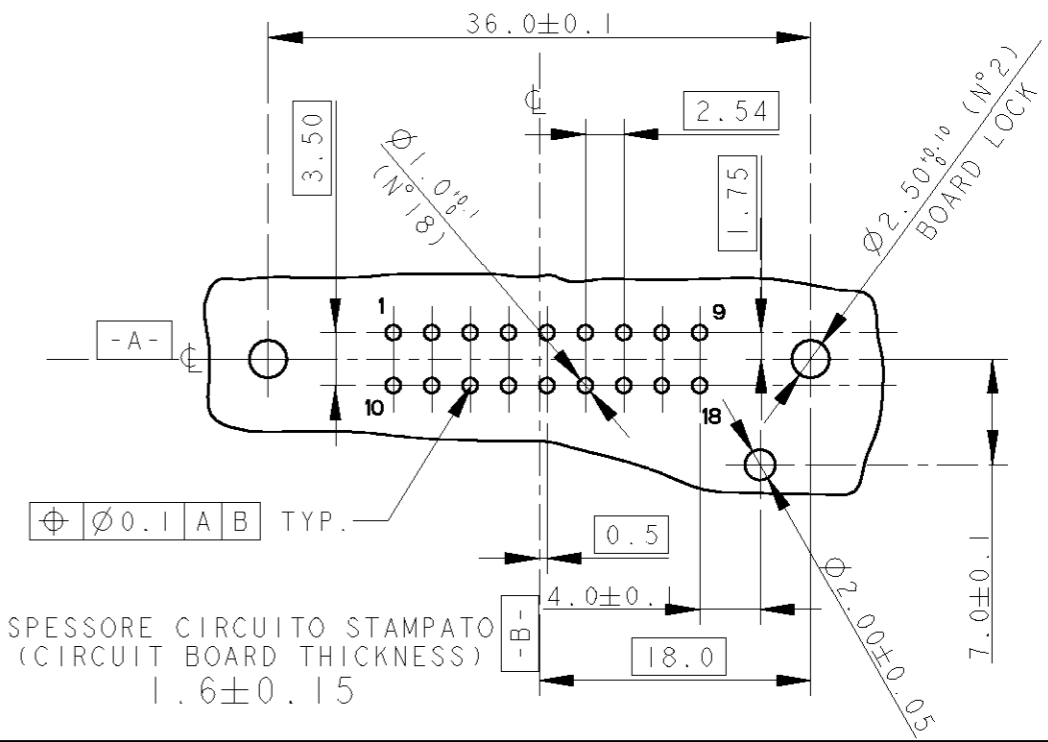 36.0±0.1
℄
2.54
3.50
Ø1.0 +0.1 0
(N°18)
1.75
Ø2.50 +0.10 0 (N°2)
BOARD LOCK
1
9
-A-
℄
10
18
⌖ Ø0.1 A B TYP.
0.5
4.0±0.1
Ø2.00±0.05
7.0±0.1
SPESSORE CIRCUITO STAMPATO
(CIRCUIT BOARD THICKNESS)
1.6±0.15
-B-
18.0